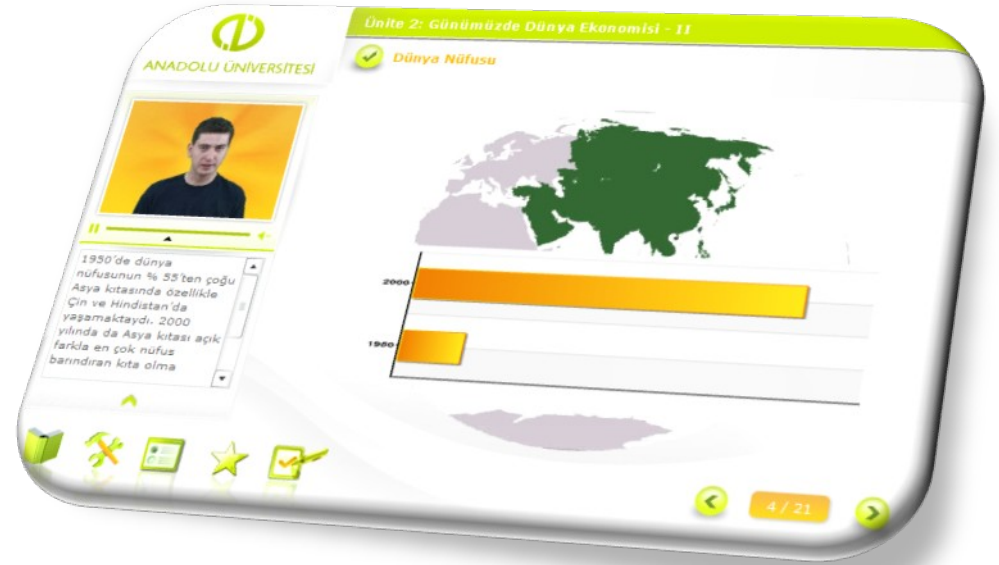 ANADOLU ÜNİVERSİTESİ
Ünite 2: Günümüzde Dünya Ekonomisi - II
Dünya Nüfusu
1950'de dünya
nüfusunun % 55'ten çoğu
Asya kıtasında özellikle
Çin ve Hindistan'da
yaşamaktaydı. 2000
yılında da Asya kıtası açık
farkla en çok nüfus
barındıran kıta olma
2000
1950
4 / 21